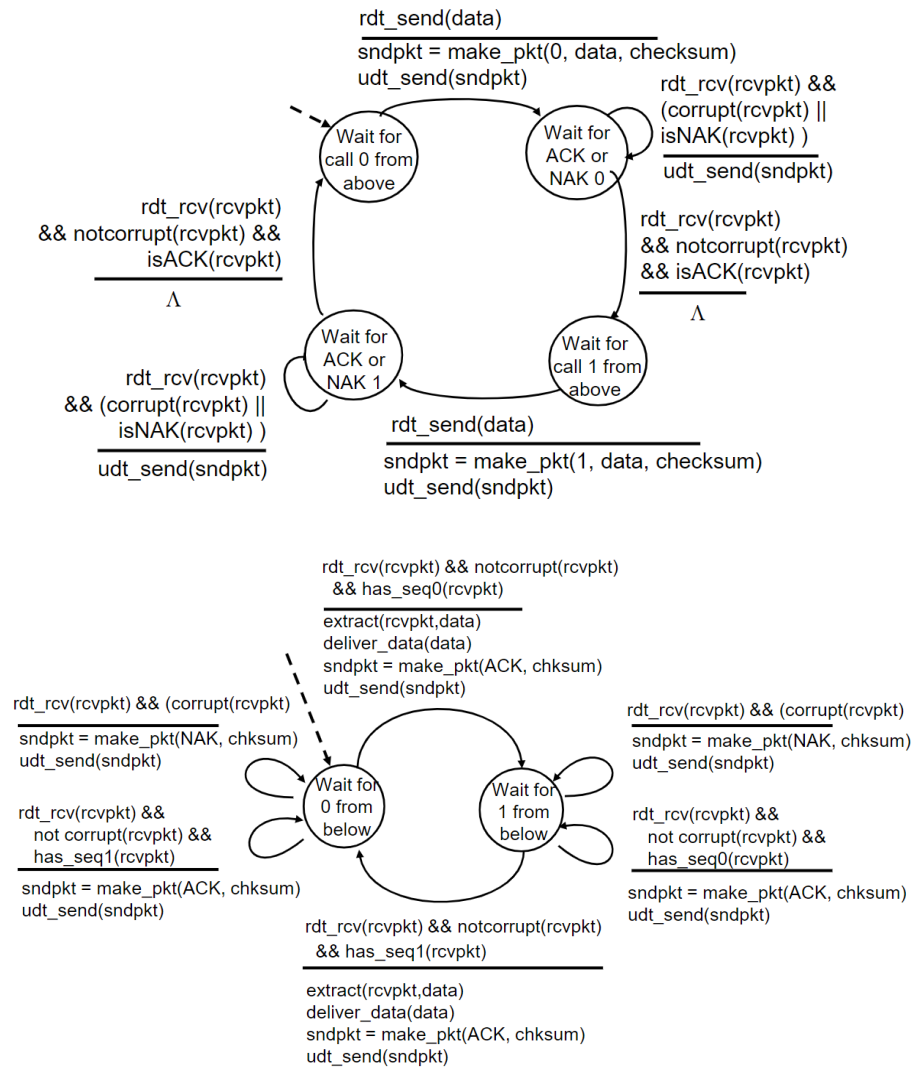 rdt_send(data)
sndpkt = make_pkt(0, data, checksum)
udt_send(sndpkt)
Wait for
call 0 from
above
Wait for
ACK or
NAK 0
rdt_rcv(rcvpkt) &&
(corrupt(rcvpkt) ||
isNAK(rcvpkt) )
udt_send(sndpkt)
rdt_rcv(rcvpkt)
&& notcorrupt(rcvpkt)
&& isACK(rcvpkt)
Λ
rdt_rcv(rcvpkt)
&& notcorrupt(rcvpkt) &&
isACK(rcvpkt)
Λ
Wait for
ACK or
NAK 1
Wait for
call 1 from
above
rdt_rcv(rcvpkt)
&& (corrupt(rcvpkt) ||
isNAK(rcvpkt) )
udt_send(sndpkt)
rdt_send(data)
sndpkt = make_pkt(1, data, checksum)
udt_send(sndpkt)
rdt_rcv(rcvpkt) && notcorrupt(rcvpkt)
&& has_seq0(rcvpkt)
extract(rcvpkt,data)
deliver_data(data)
sndpkt = make_pkt(ACK, chksum)
udt_send(sndpkt)
rdt_rcv(rcvpkt) && (corrupt(rcvpkt)
sndpkt = make_pkt(NAK, chksum)
udt_send(sndpkt)
rdt_rcv(rcvpkt) &&
not corrupt(rcvpkt) &&
has_seq1(rcvpkt)
sndpkt = make_pkt(ACK, chksum)
udt_send(sndpkt)
Wait for
0 from
below
Wait for
1 from
below
rdt_rcv(rcvpkt) && (corrupt(rcvpkt)
sndpkt = make_pkt(NAK, chksum)
udt_send(sndpkt)
rdt_rcv(rcvpkt) &&
not corrupt(rcvpkt) &&
has_seq0(rcvpkt)
sndpkt = make_pkt(ACK, chksum)
udt_send(sndpkt)
rdt_rcv(rcvpkt) && notcorrupt(rcvpkt)
&& has_seq1(rcvpkt)
extract(rcvpkt,data)
deliver_data(data)
sndpkt = make_pkt(ACK, chksum)
udt_send(sndpkt)